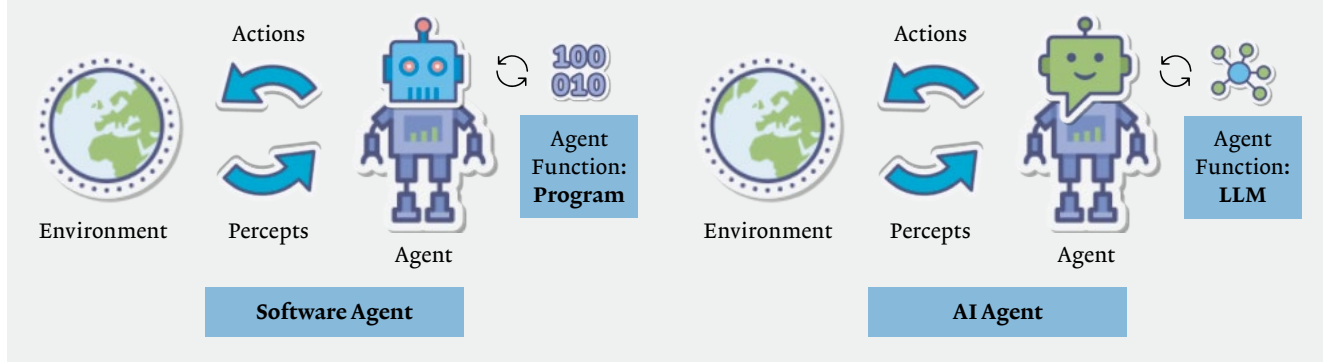 Actions
100
010
Agent
Function:
Program
Environment
Percepts
Agent
Software Agent
Actions
Agent
Function:
LLM
Environment
Percepts
Agent
AI Agent